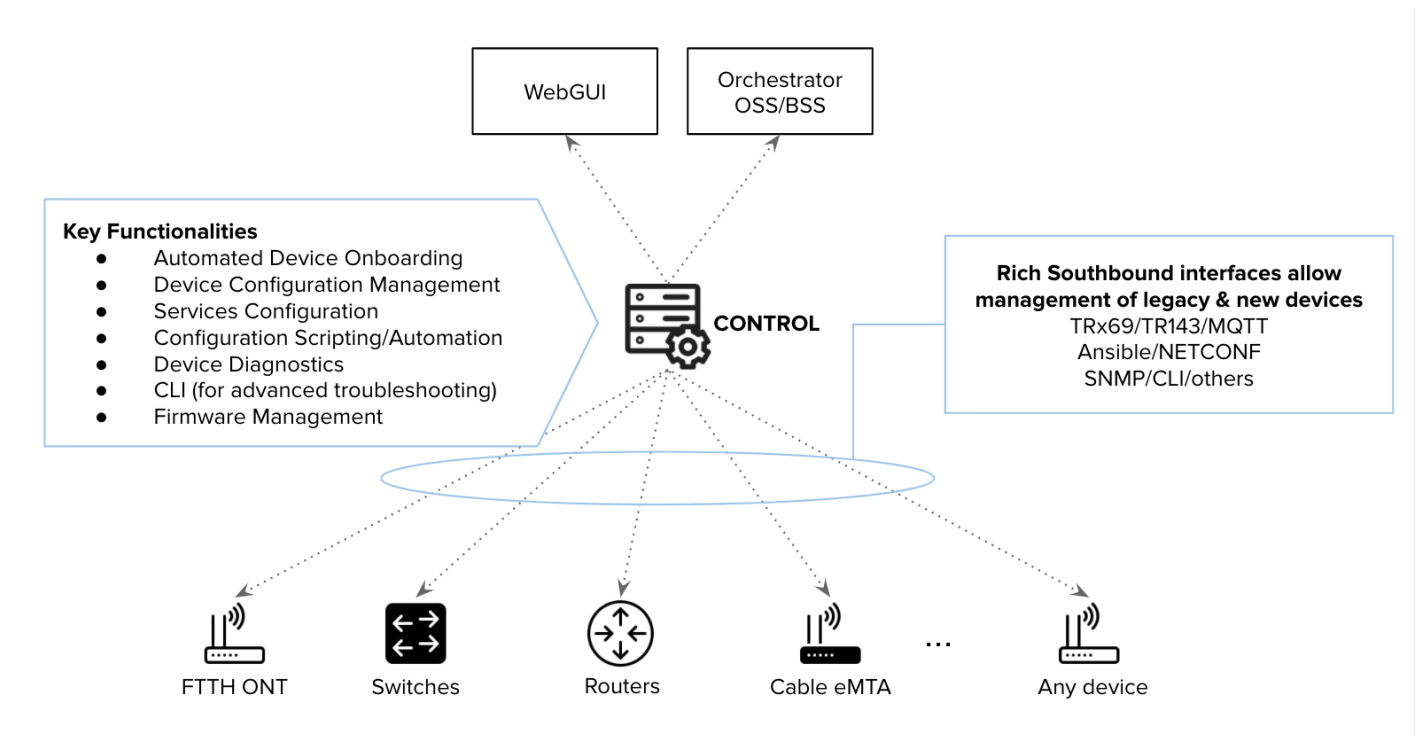 WebGUI
Orchestrator
OSS/BSS
Key Functionalities
● Automated Device Onboarding
● Device Configuration Management
● Services Configuration
● Configuration Scripting/Automation
● Device Diagnostics
● CLI (for advanced troubleshooting)
● Firmware Management
CONTROL
Rich Southbound interfaces allow
management of legacy & new devices
TRx69/TR143/MQTT
Ansible/NETCONF
SNMP/CLI/others
FTTH ONT
Switches
Routers
Cable eMTA
...
Any device